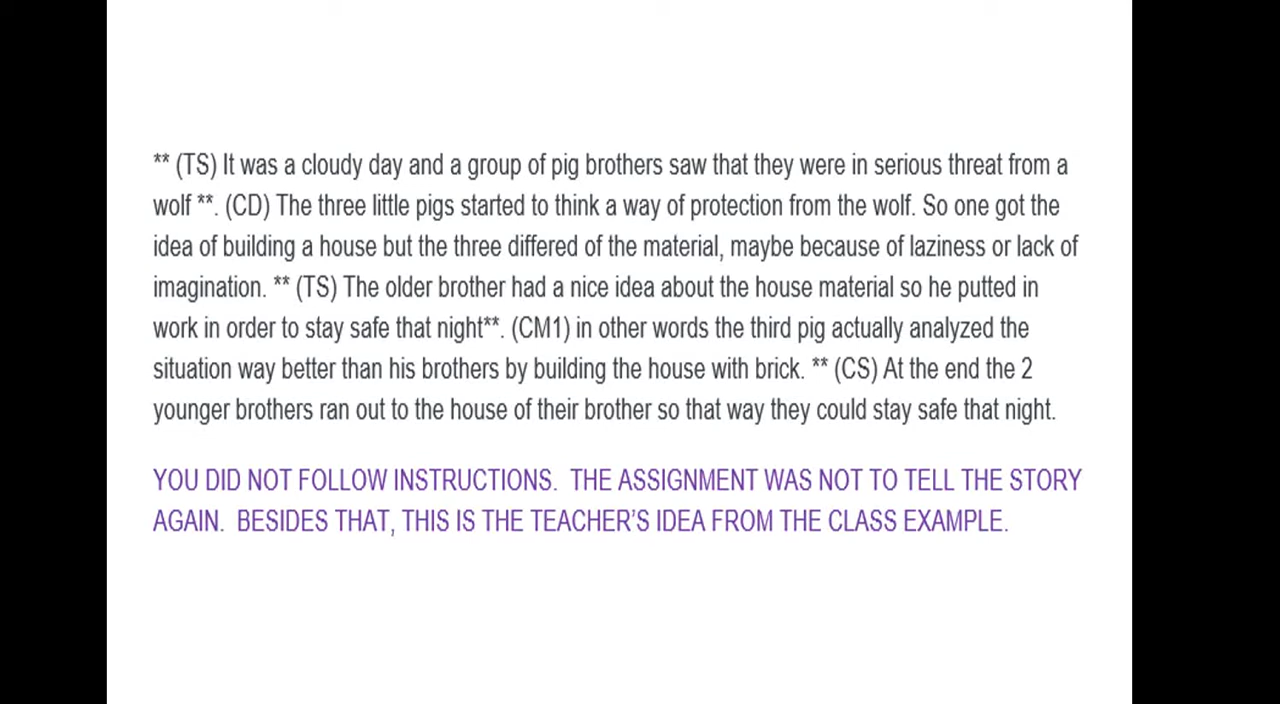 ** (TS) It was a cloudy day and a group of pig brothers saw that they were in serious threat from a
wolf **. (CD) The three little pigs started to think a way of protection from the wolf. So one got the
idea of building a house but the three differed of the material, maybe because of laziness or lack of
imagination. ** (TS) The older brother had a nice idea about the house material so he putted in
work in order to stay safe that night**. (CM1) in other words the third pig actually analyzed the
situation way better than his brothers by building the house with brick. ** (CS) At the end the 2
younger brothers ran out to the house of their brother so that way they could stay safe that night.
YOU DID NOT FOLLOW INSTRUCTIONS.  THE ASSIGNMENT WAS NOT TO TELL THE STORY
AGAIN.  BESIDES THAT, THIS IS THE TEACHER’S IDEA FROM THE CLASS EXAMPLE.